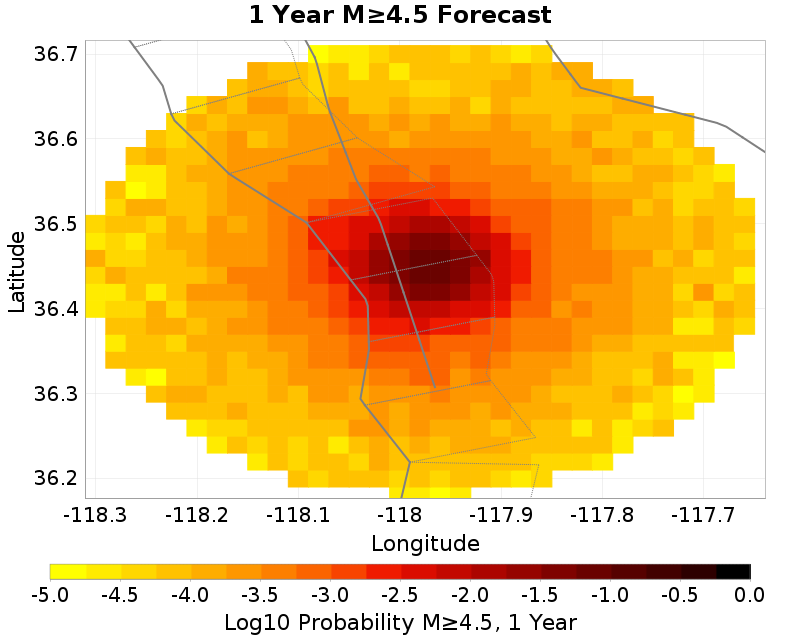 1 Year M≥4.5 Forecast
36.7
36.6
36.5
36.4
36.3
36.2
Latitude
-118.3 -118.2 -118.1 -118 -117.9 -117.8 -117.7
Longitude
-5.0 -4.5 -4.0 -3.5 -3.0 -2.5 -2.0 -1.5 -1.0 -0.5 0.0
Log10 Probability M≥4.5, 1 Year